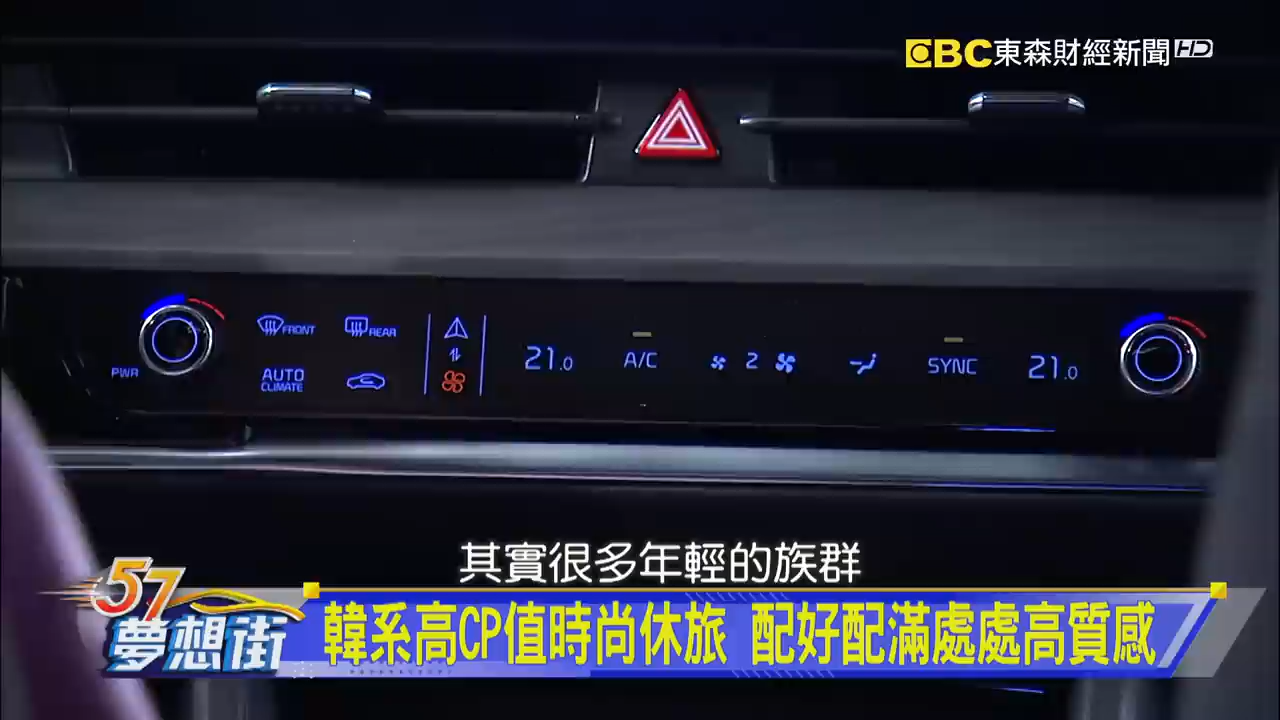 EBC東森財經新聞HD
FRONT
REAR
PWR
AUTO
CLIMATE
21.0
A/C
2
SYNC
21.0
其實很多年輕的族群
57
夢想街
韓系高CP值時尚休旅 配好配滿處處高質感